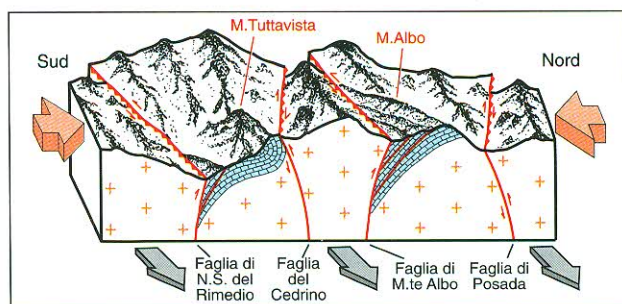 M.Tuttavista
M.Albo
Sud
Nord
Faglia di
N.S. del
Rimedio
Faglia
del
Cedrino
Faglia di
M.te Albo
Faglia di
Posada